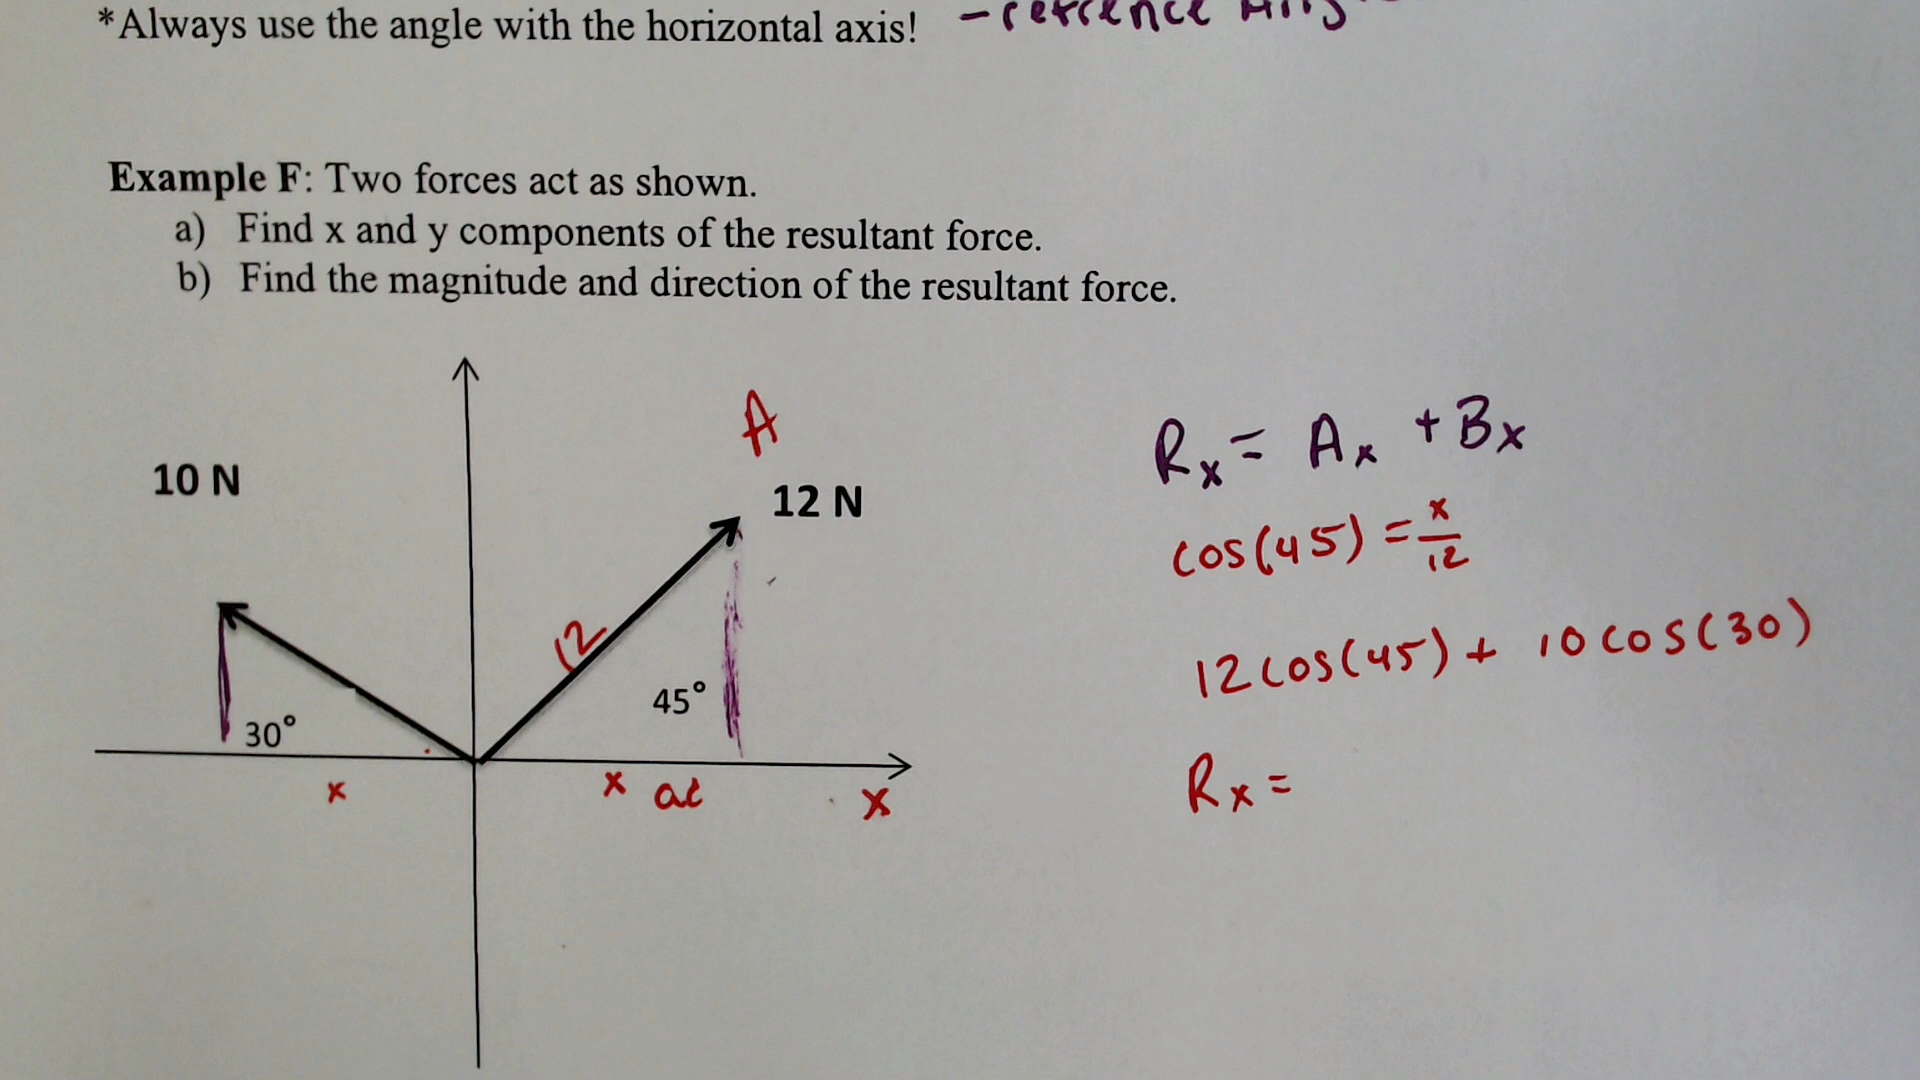 *Always use the angle with the horizontal axis!
Example F: Two forces act as shown.
a) Find x and y components of the resultant force.
b) Find the magnitude and direction of the resultant force.
A
10 N
12 N
12
45°
30°
x
x
x
Rx = Ax + Bx
cos(45) = x/12
12cos(45) + 10cos(30)
Rx =